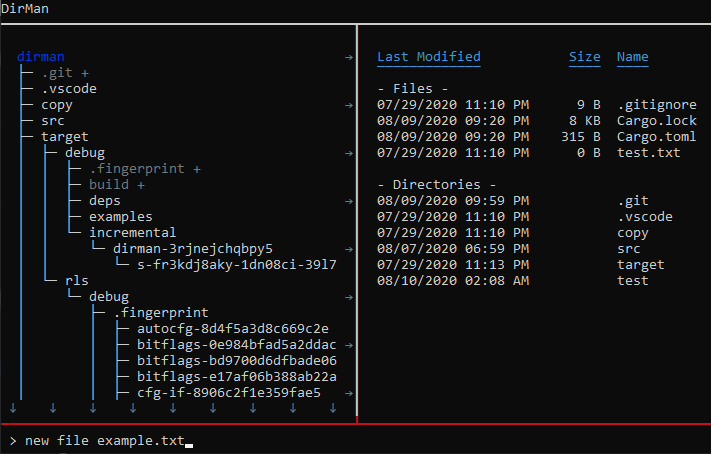 DirMan
dirman →
├─ .git +
├─ .vscode
├─ copy →
├─ src
├─ target
│ ├─ debug →
│ │ ├─ .fingerprint +
│ │ ├─ build +
│ │ ├─ deps →
│ │ ├─ examples
│ │ └─ incremental
│ │ └─ dirman-3rjnejchqbpy5 →
│ │ └─ s-fr3kdj8aky-1dn08ci-39l7
│ └─ rls
│ └─ debug →
│ ├─ .fingerprint
│ │ ├─ autocfg-8d4f5a3d8c669c2e
│ │ ├─ bitflags-0e984bfad5a2ddac →
│ │ ├─ bitflags-bd9700d6dfbade06
│ │ ├─ bitflags-e17af06b388ab22a
│ │ ├─ cfg-if-8906c2f1e359fae5 →
↓ ↓ ↓ ↓ ↓ ↓ ↓ ↓ ↓
Last Modified Size Name
- Files -
07/29/2020 11:10 PM 9 B .gitignore
08/09/2020 09:20 PM 8 KB Cargo.lock
08/09/2020 09:20 PM 315 B Cargo.toml
07/29/2020 11:10 PM 0 B test.txt
- Directories -
08/09/2020 09:59 PM .git
07/29/2020 11:10 PM .vscode
07/29/2020 11:10 PM copy
08/07/2020 06:59 PM src
07/29/2020 11:13 PM target
08/10/2020 02:08 AM test
> new file example.txt